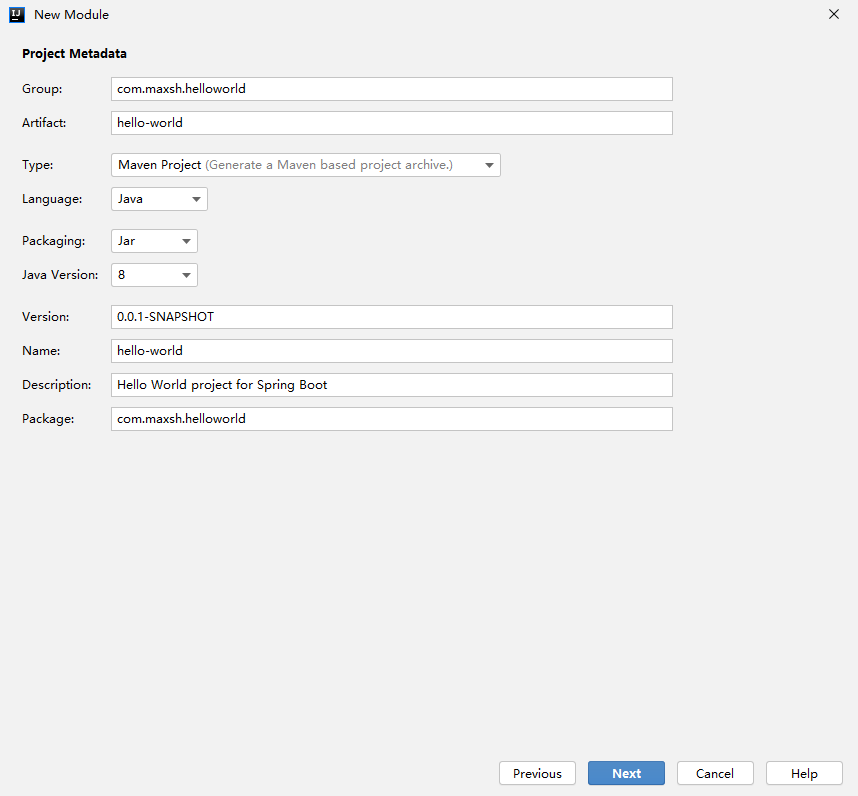 IJ New Module
Project Metadata
Group: com.maxsh.helloworld
Artifact: hello-world
Type: Maven Project (Generate a Maven based project archive.)
Language: Java
Packaging: Jar
Java Version: 8
Version: 0.0.1-SNAPSHOT
Name: hello-world
Description: Hello World project for Spring Boot
Package: com.maxsh.helloworld
Previous Next Cancel Help